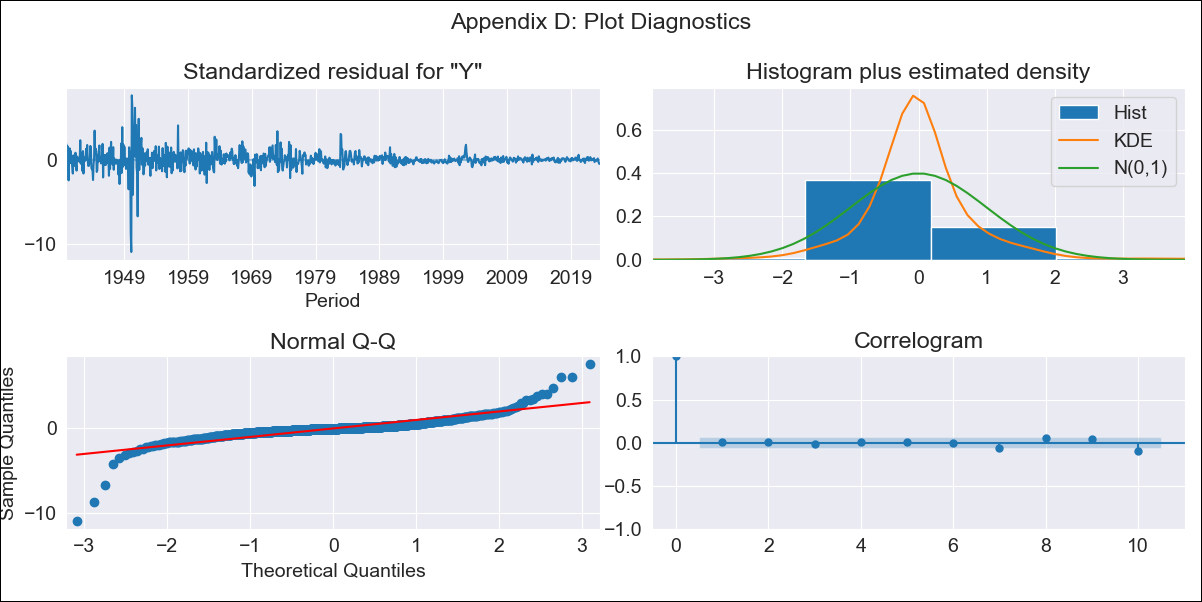 Appendix D: Plot Diagnostics
Standardized residual for "Y"
0
−10
1949 1959 1969 1979 1989 1999 2009 2019
Period
Histogram plus estimated density
0.6
0.4
0.2
0.0
−3 −2 −1 0 1 2 3
Hist
KDE
N(0,1)
Normal Q-Q
Sample Quantiles
0
−10
−3 −2 −1 0 1 2 3
Theoretical Quantiles
Correlogram
1.0
0.5
0.0
−0.5
−1.0
0 2 4 6 8 10